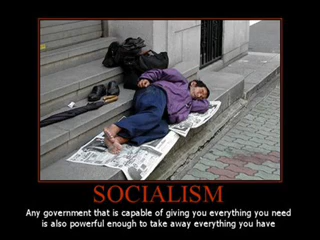 SOCIALISM
Any government that is capable of giving you everything you need
is also powerful enough to take away everything you have